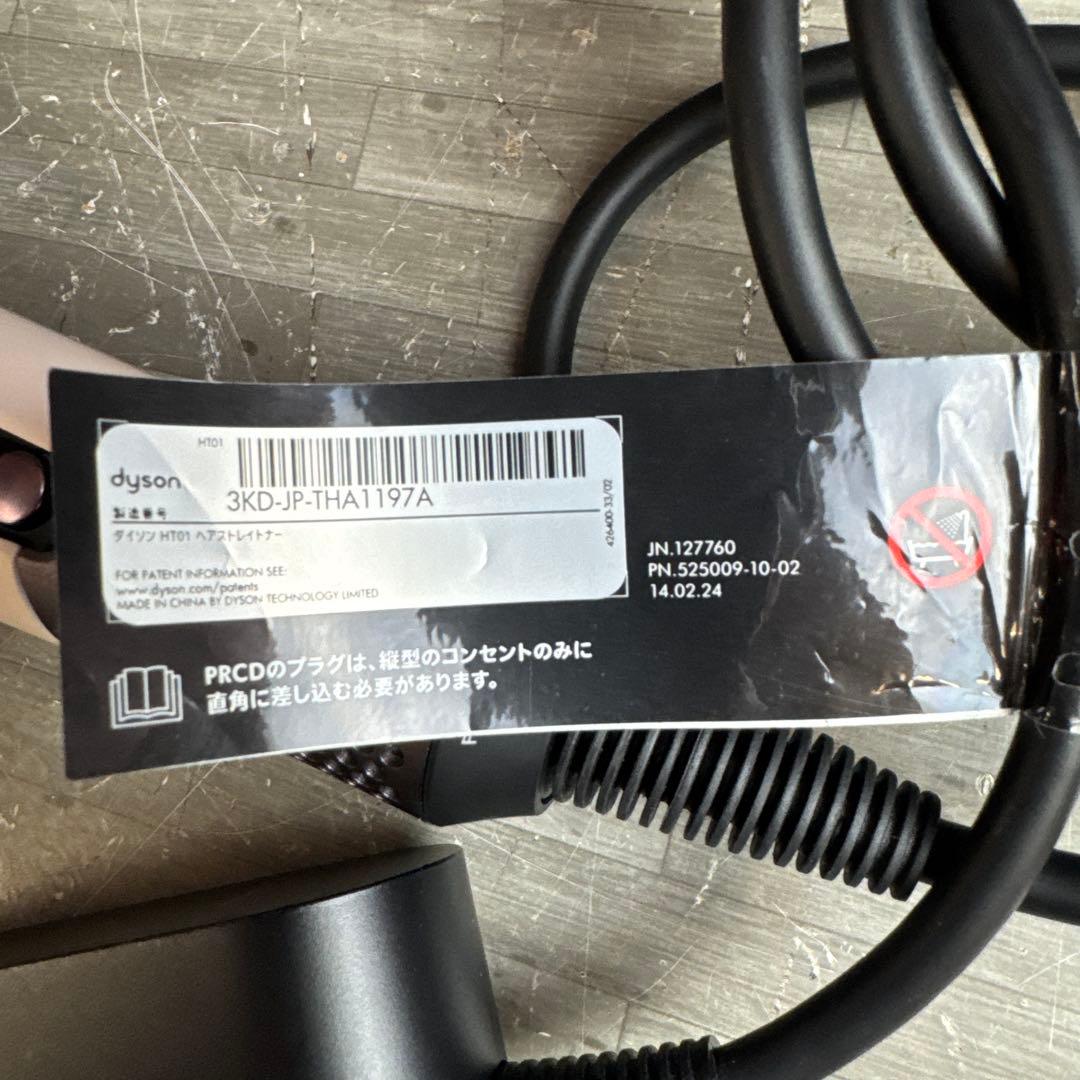 HT01
dyson
3KD-JP-THA1197A
製造番号
ダイソン HT01 ヘアストレイトナー
426400-33/02
FOR PATENT INFORMATION SEE:
www.dyson.com/patents
MADE IN CHINA BY DYSON TECHNOLOGY LIMITED
JN.127760
PN.525009-10-02
14.02.24
PRCDのプラグは、縦型のコンセントのみに
直角に差し込む必要があります。